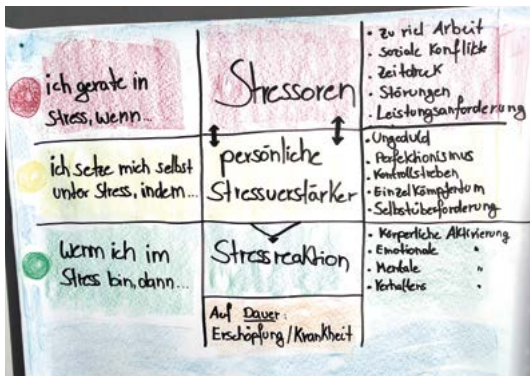 ich gerate in
Stress, wenn...
Stressoren
• Zu viel Arbeit
• Soziale Konflikte
• Zeitdruck
• Störungen
• Leistungsanforderung
ich setze mich selbst
unter Stress, indem...
persönliche
Stressverstärker
• Ungeduld
• Perfektionismus
• Kontrollstreben
• Einzelkämpfertum
• Selbstüberforderung
Wenn ich im
Stress bin, dann...
Stressreaktion
• Körperliche Aktivierung
• Emotionale "
• Mentale "
• Verhaltens "
Auf Dauer:
Erschöpfung/Krankheit